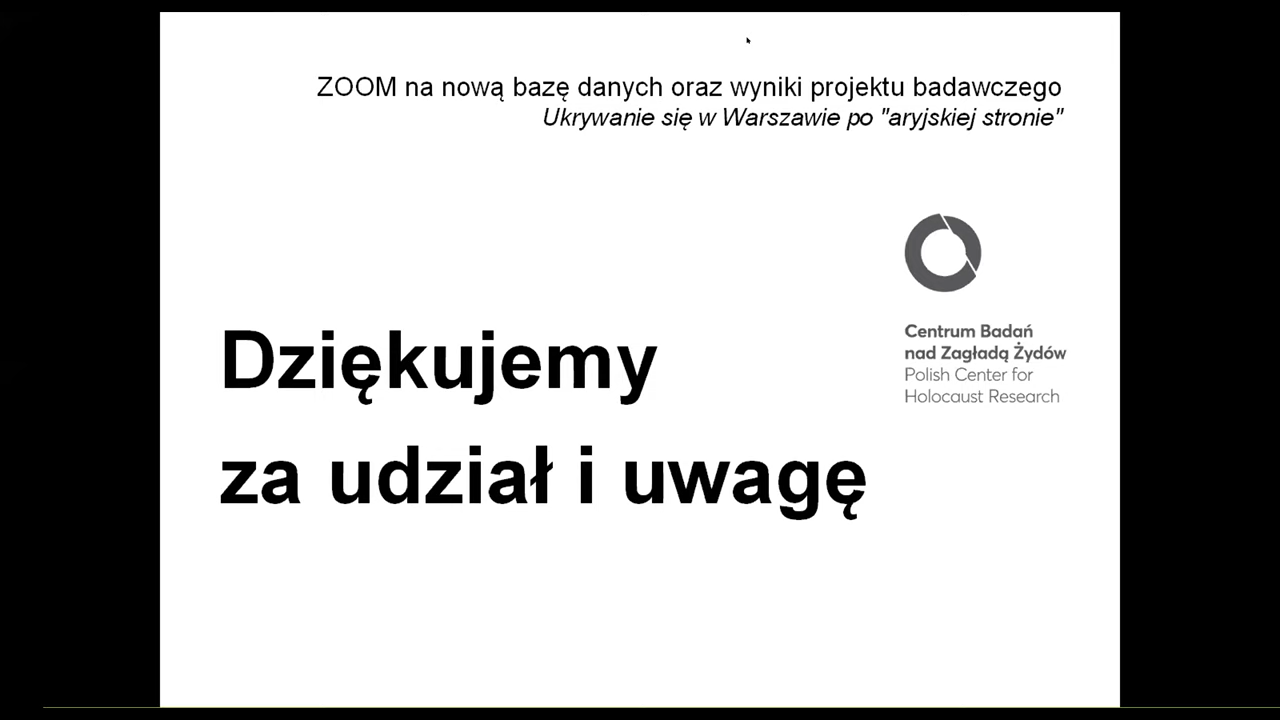 ZOOM na nową bazę danych oraz wyniki projektu badawczego
Ukrywanie się w Warszawie po "aryjskiej stronie"
Centrum Badań
nad Zagładą Żydów
Polish Center for
Holocaust Research
Dziękujemy
za udział i uwagę